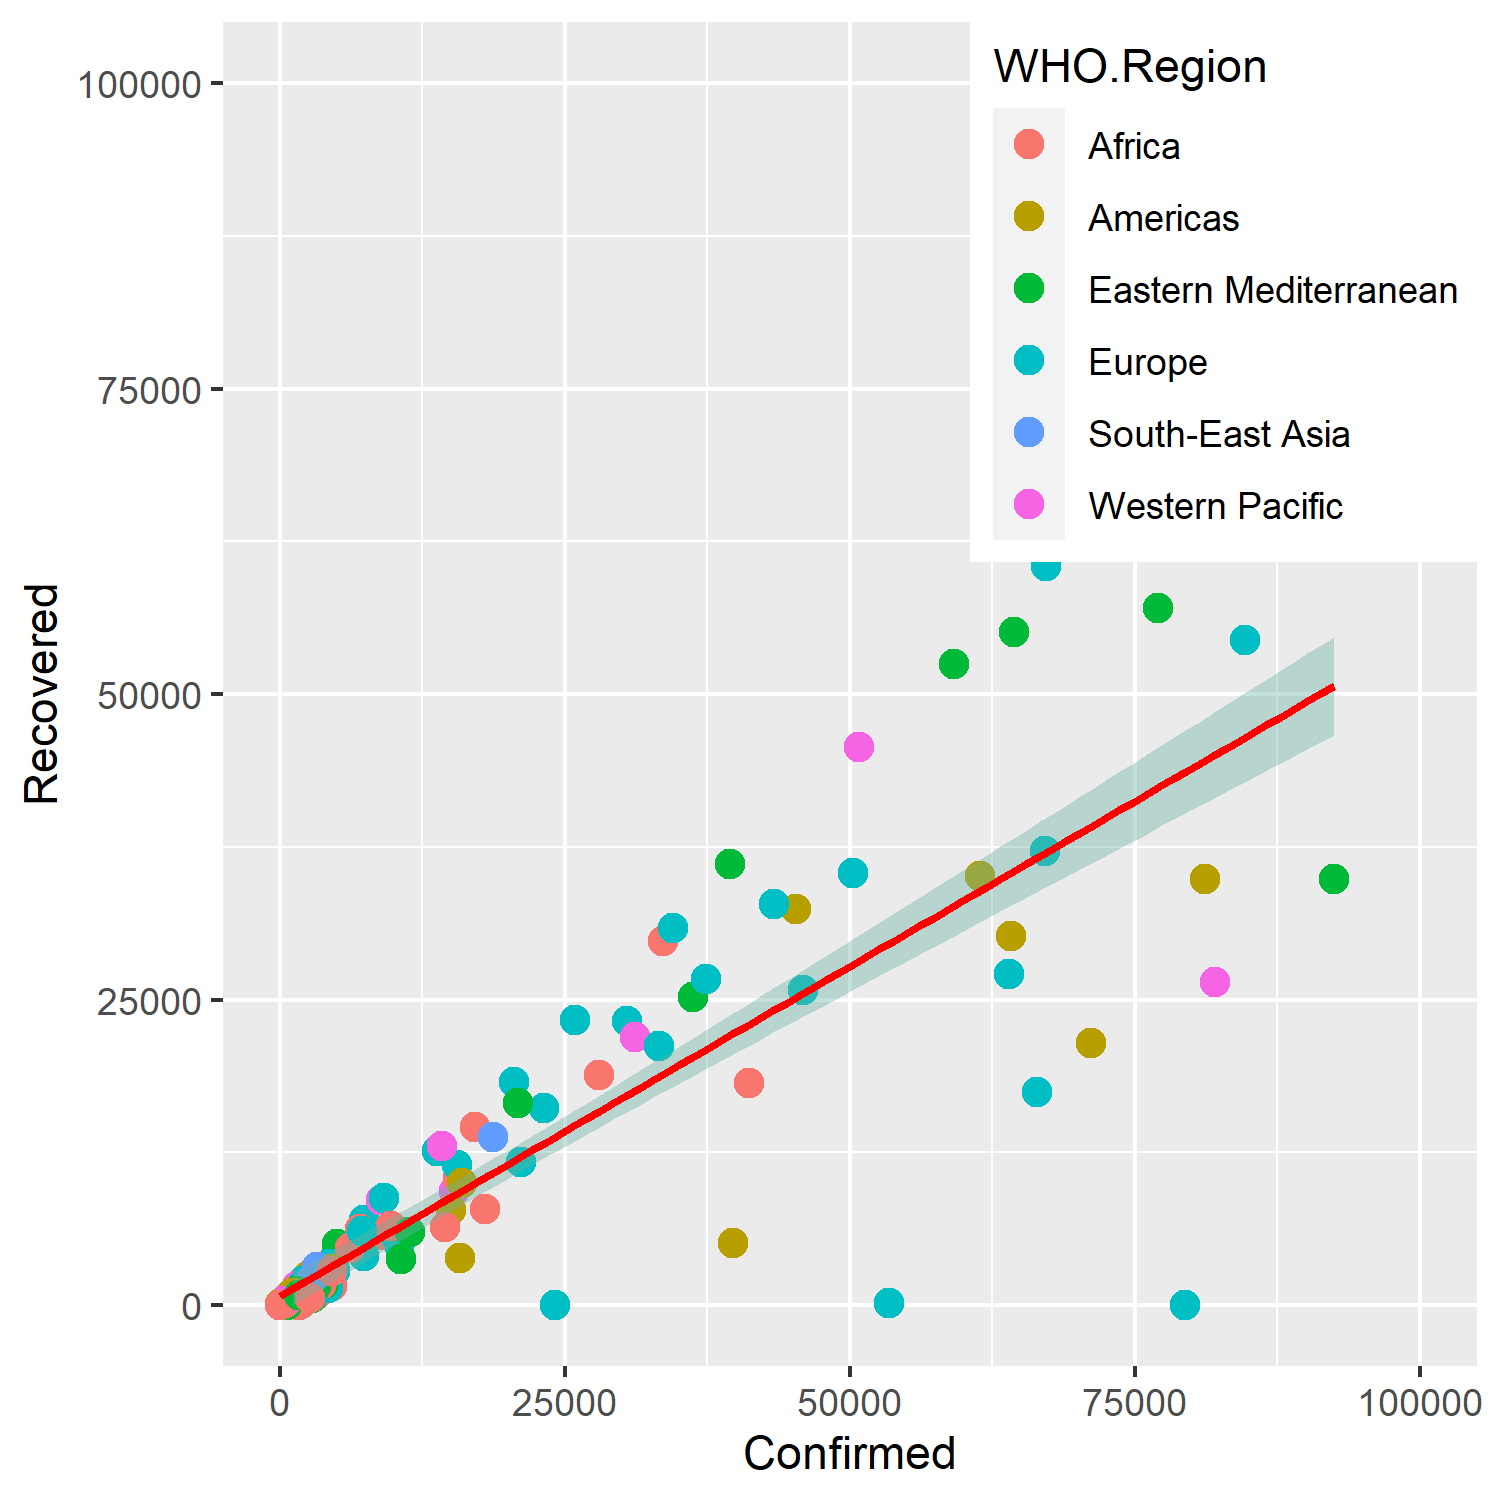 WHO.Region
Africa
Americas
Eastern Mediterranean
Europe
South-East Asia
Western Pacific
100000
75000
50000
25000
0
Recovered
0
25000
50000
75000
100000
Confirmed